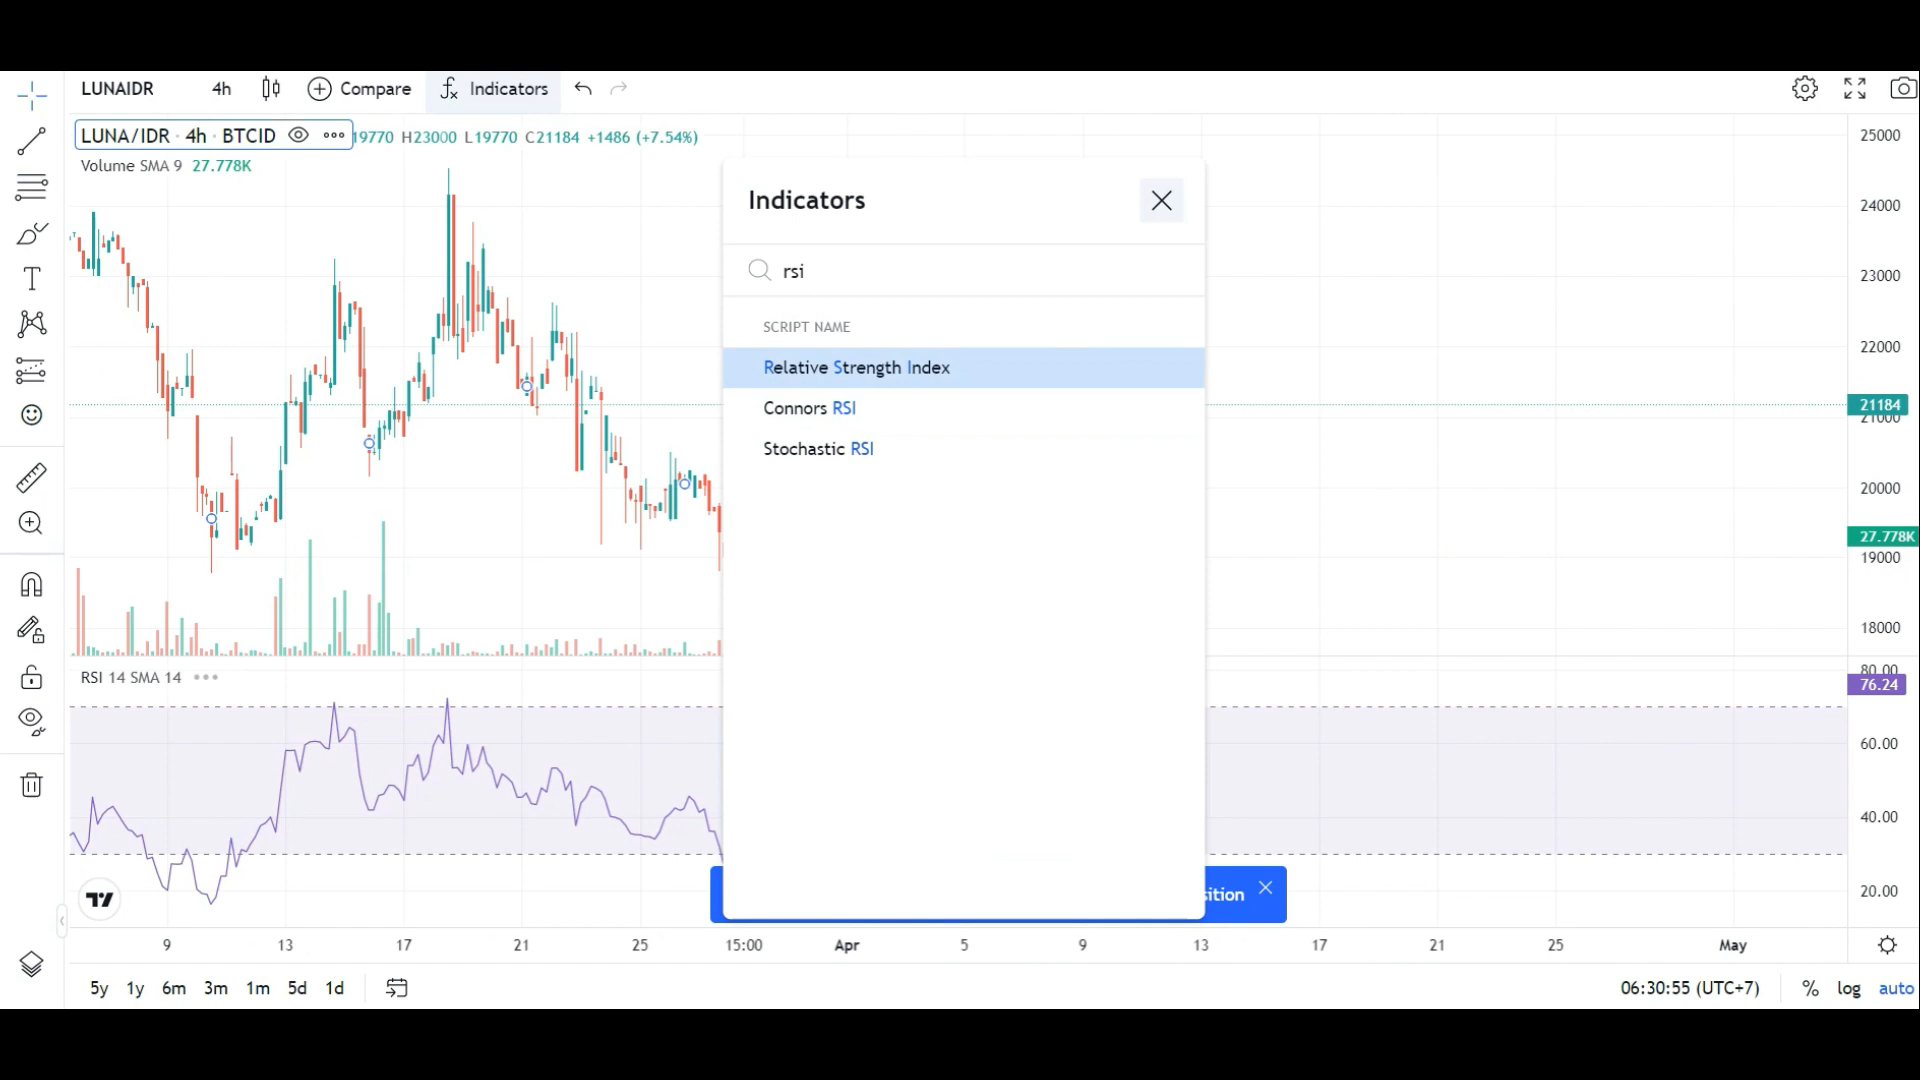 LUNAIDR 4h Compare Indicators
LUNA/IDR · 4h · BTCID 19770 H23000 L19770 C21184 +1486 (+7.54%)
Volume SMA 9 27.778K
Indicators
rsi
SCRIPT NAME
Relative Strength Index
Connors RSI
Stochastic RSI
25000
24000
23000
22000
21184
21000
20000
27.778K
19000
18000
RSI 14 SMA 14
80.00
76.24
60.00
40.00
20.00
sition
9 13 17 21 25 15:00 Apr 5 9 13 17 21 25 May
5y 1y 6m 3m 1m 5d 1d 06:30:55 (UTC+7) % log auto